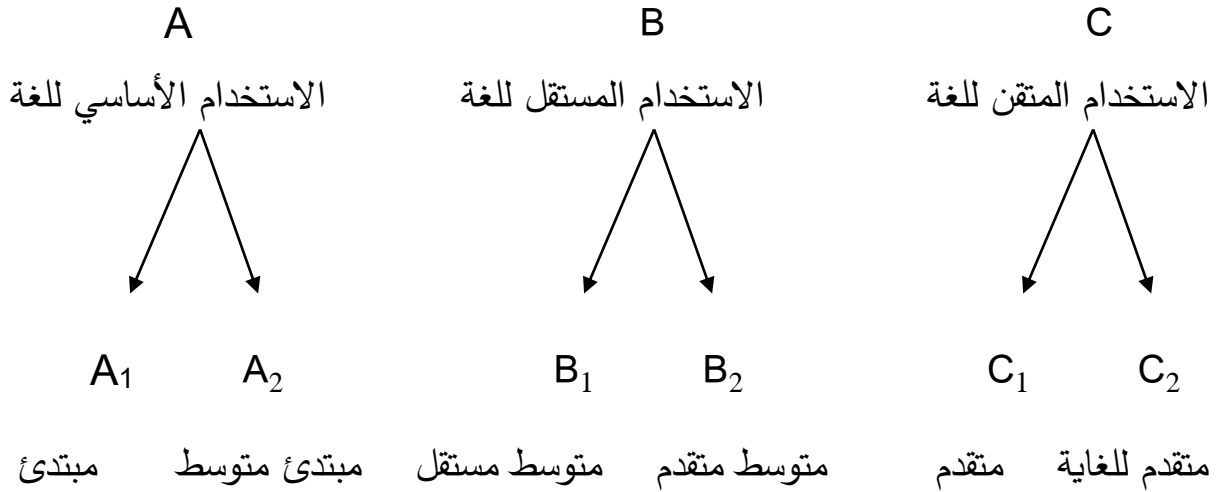 A B C
الاستخدام الأساسي للغة الاستخدام المستقل للغة الاستخدام المتقن للغة
A1 A2 B1 B2 C1 C2
مبتدئ مبتدئ متوسط متوسط مستقل متوسط متقدم متقدم متقدم للغاية